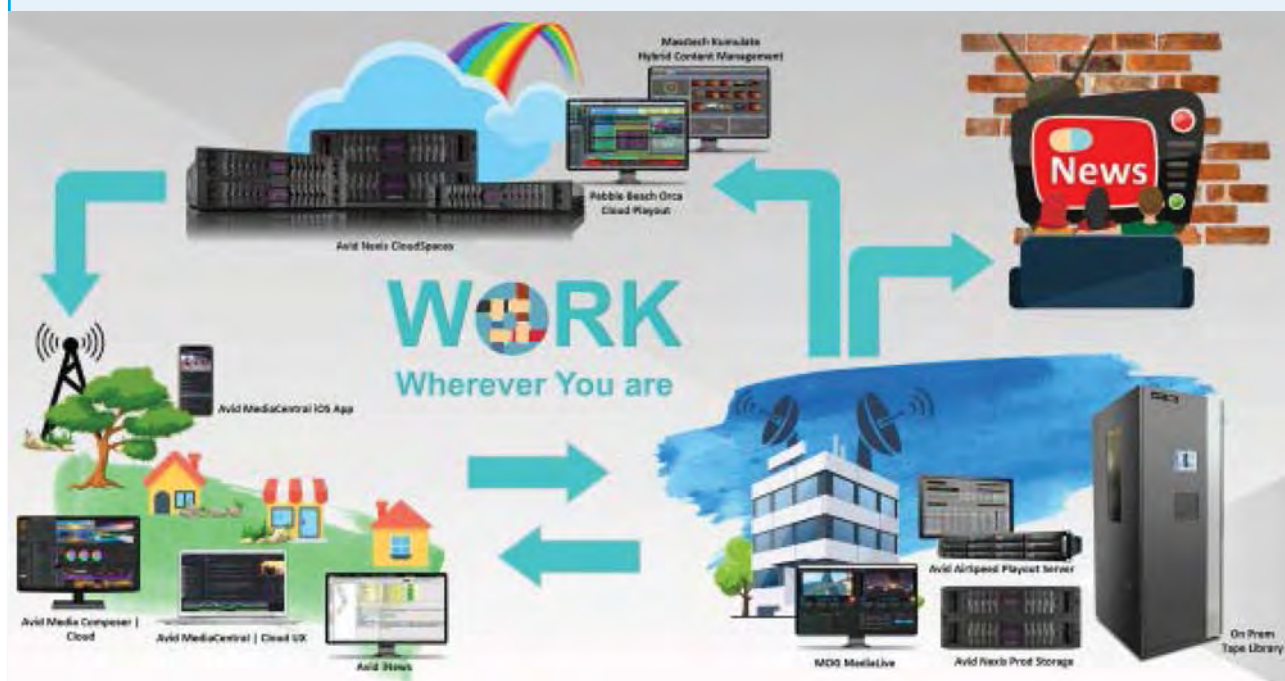 Masstech Kumulate
Hybrid Content Management
Pebble Beach Orca
Cloud Playout
Avid Nexis CloudSpaces
News
WORK
Wherever You are
Avid MediaCentral iOS App
Avid Media Composer |
Cloud
Avid MediaCentral | Cloud UX
Avid iNews
Avid AirSpeed Playout Server
MOG MediaLive
Avid Nexis Prod Storage
On Prem
Tape Library